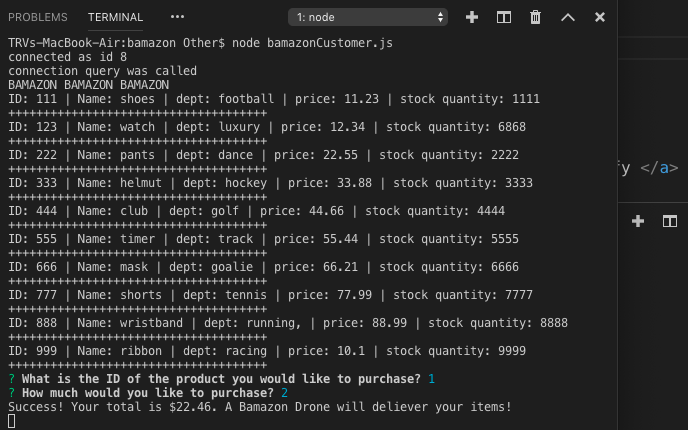 PROBLEMS TERMINAL ••• 1: node
TRVs-MacBook-Air:bamazon Other$ node bamazonCustomer.js
connected as id 8
connection query was called
BAMAZON BAMAZON BAMAZON
ID: 111 | Name: shoes | dept: football | price: 11.23 | stock quantity: 1111
+++++++++++++++++++++++++++++++++++++
ID: 123 | Name: watch | dept: luxury | price: 12.34 | stock quantity: 6868
+++++++++++++++++++++++++++++++++++++
ID: 222 | Name: pants | dept: dance | price: 22.55 | stock quantity: 2222
+++++++++++++++++++++++++++++++++++++
ID: 333 | Name: helmut | dept: hockey | price: 33.88 | stock quantity: 3333
+++++++++++++++++++++++++++++++++++++
ID: 444 | Name: club | dept: golf | price: 44.66 | stock quantity: 4444
+++++++++++++++++++++++++++++++++++++
ID: 555 | Name: timer | dept: track | price: 55.44 | stock quantity: 5555
+++++++++++++++++++++++++++++++++++++
ID: 666 | Name: mask | dept: goalie | price: 66.21 | stock quantity: 6666
+++++++++++++++++++++++++++++++++++++
ID: 777 | Name: shorts | dept: tennis | price: 77.99 | stock quantity: 7777
+++++++++++++++++++++++++++++++++++++
ID: 888 | Name: wristband | dept: running, | price: 88.99 | stock quantity: 8888
+++++++++++++++++++++++++++++++++++++
ID: 999 | Name: ribbon | dept: racing | price: 10.1 | stock quantity: 9999
+++++++++++++++++++++++++++++++++++++
? What is the ID of the product you would like to purchase? 1
? How much would you like to purchase? 2
Success! Your total is $22.46. A Bamazon Drone will deliever your items!
fy </a>